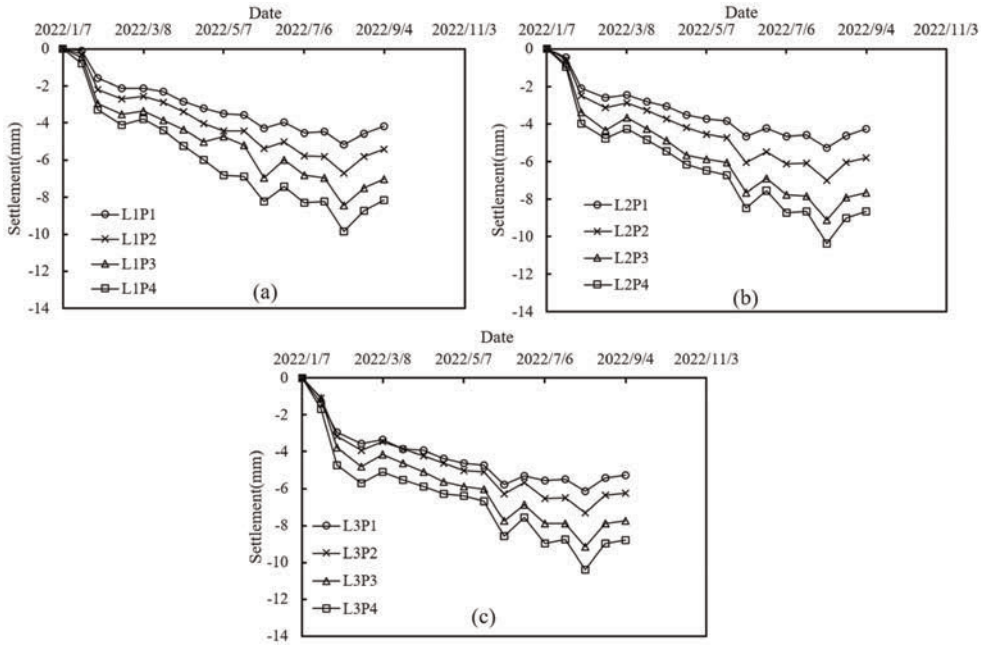 Date
2022/1/7 2022/3/8 2022/5/7 2022/7/6 2022/9/4 2022/11/3
0
-2
-4
-6
-8
-10
-12
-14
Settlement(mm)
L1P1
L1P2
L1P3
L1P4
(a)
Date
2022/1/7 2022/3/8 2022/5/7 2022/7/6 2022/9/4 2022/11/3
0
-2
-4
-6
-8
-10
-12
-14
Settlement(mm)
L2P1
L2P2
L2P3
L2P4
(b)
Date
2022/1/7 2022/3/8 2022/5/7 2022/7/6 2022/9/4 2022/11/3
0
-2
-4
-6
-8
-10
-12
-14
Settlement(mm)
L3P1
L3P2
L3P3
L3P4
(c)